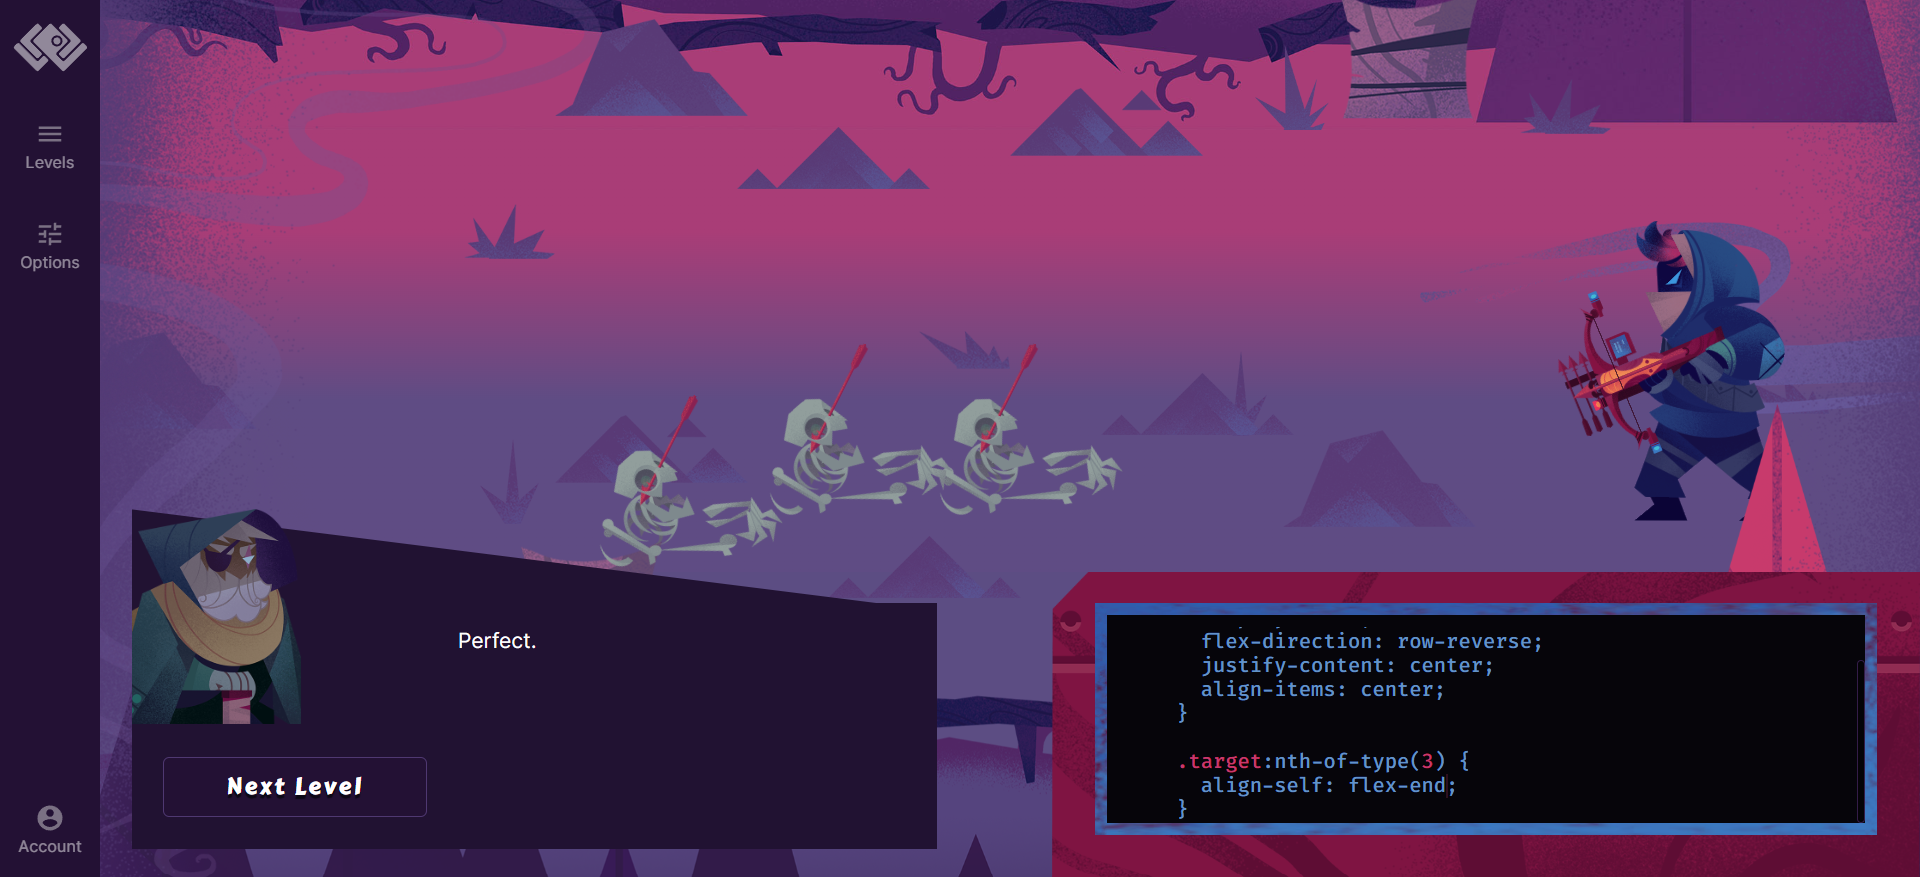 Levels
Options
Perfect.
Next Level
Account
flex-direction: row-reverse;
justify-content: center;
align-items: center;
}
.target:nth-of-type(3) {
align-self: flex-end;
}